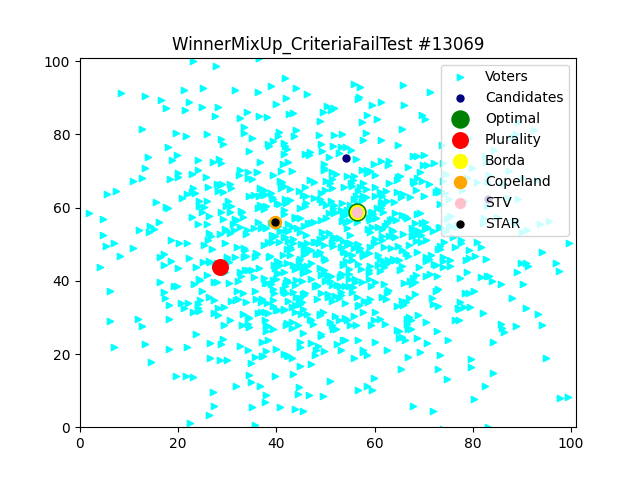 WinnerMixUp_CriteriaFailTest #13069
100
80
60
40
20
0
0
20
40
60
80
100
Voters
Candidates
Optimal
Plurality
Borda
Copeland
STV
STAR